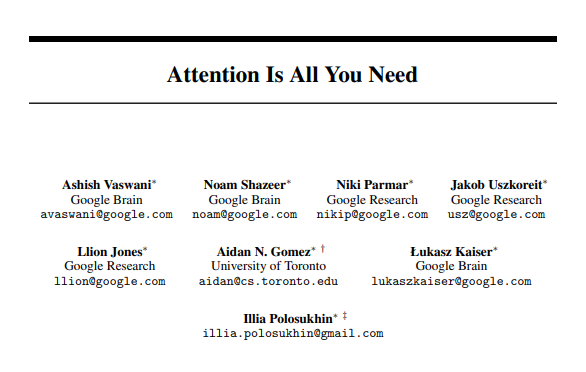 Attention Is All You Need
Ashish Vaswani* Noam Shazeer* Niki Parmar* Jakob Uszkoreit*
Google Brain Google Brain Google Research Google Research
avaswani@google.com noam@google.com nikip@google.com usz@google.com
Llion Jones* Aidan N. Gomez* † Łukasz Kaiser*
Google Research University of Toronto Google Brain
llion@google.com aidan@cs.toronto.edu lukaszkaiser@google.com
Illia Polosukhin* ‡
illia.polosukhin@gmail.com